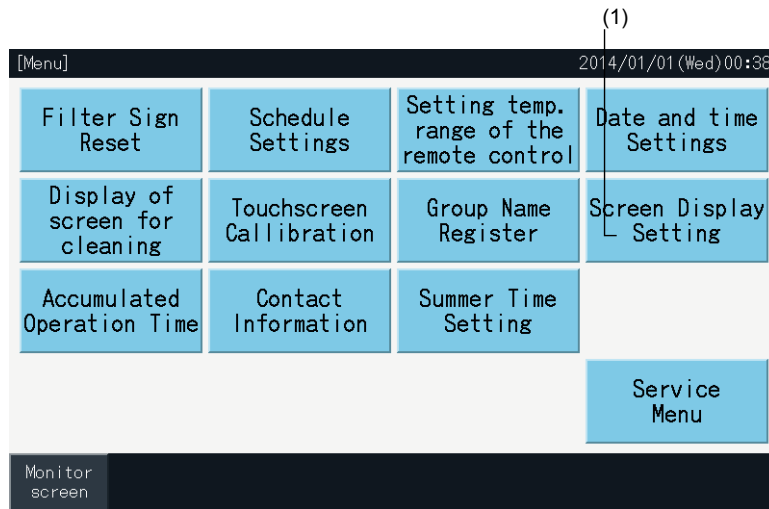 (1)
[Menu] 2014/01/01(Wed)00:38
Filter Sign
Reset
Schedule
Settings
Setting temp.
range of the
remote control
Date and time
Settings
Display of
screen for
cleaning
Touchscreen
Callibration
Group Name
Register
Screen Display
Setting
Accumulated
Operation Time
Contact
Information
Summer Time
Setting
Service
Menu
Monitor
screen